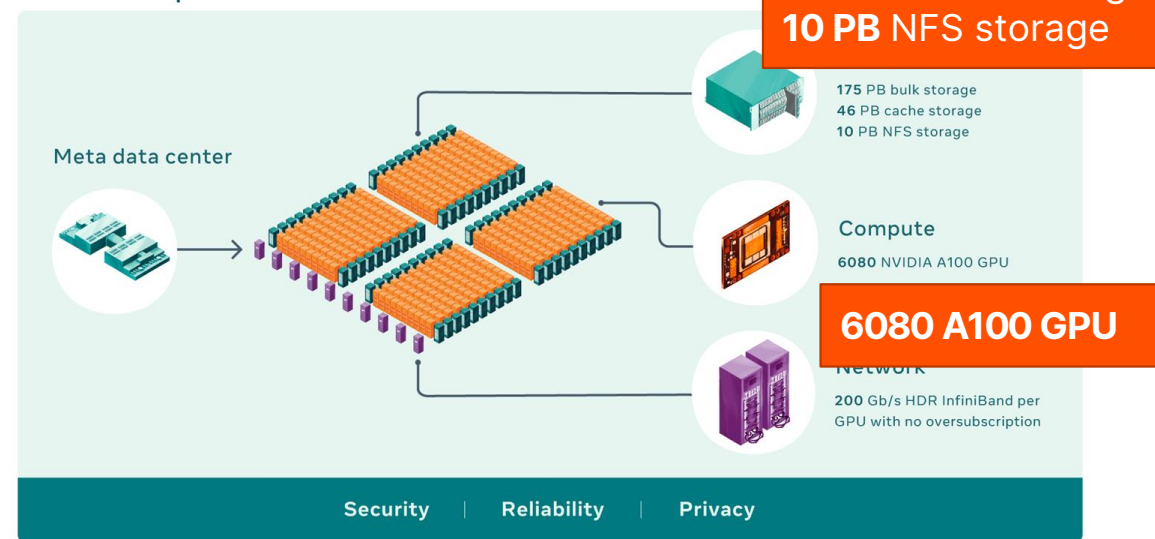 10 PB NFS storage
175 PB bulk storage
46 PB cache storage
10 PB NFS storage
Meta data center
Compute
6080 NVIDIA A100 GPU
6080 A100 GPU
Network
200 Gb/s HDR InfiniBand per
GPU with no oversubscription
Security | Reliability | Privacy